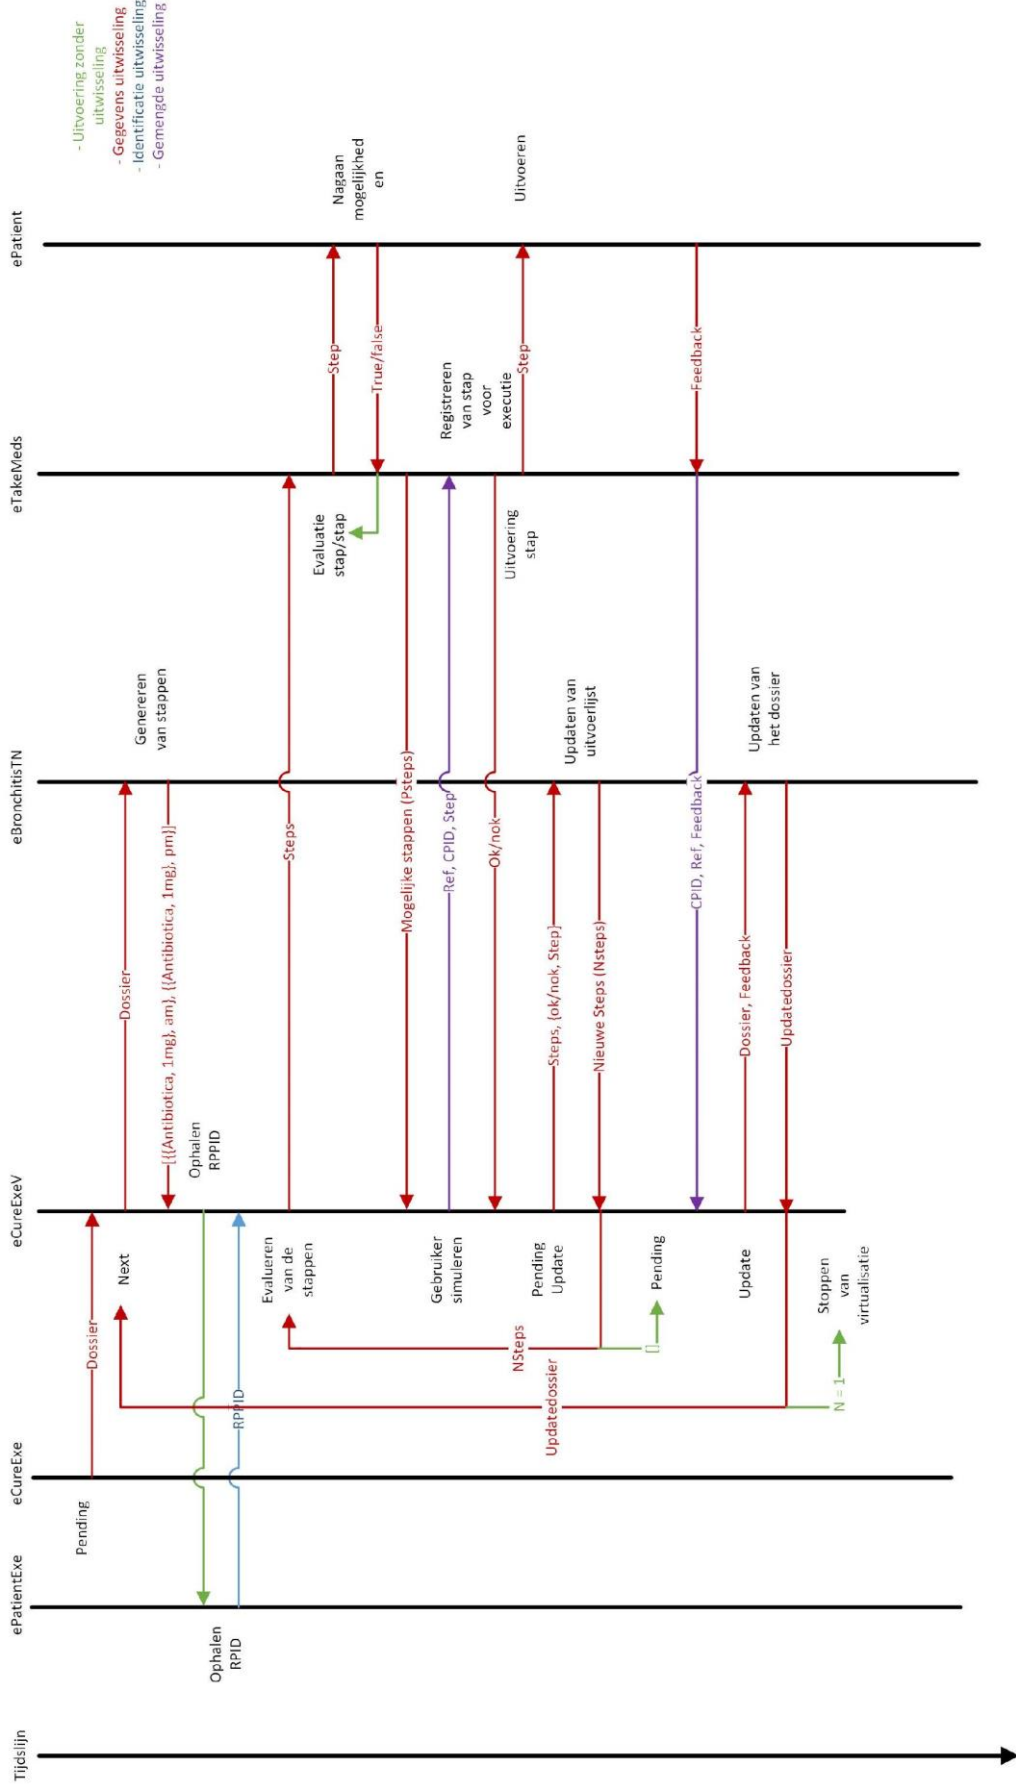 Tijdslijn
ePatientExe
eCureExe
eCureExeV
eBronchitisTN
eTakeMeds
ePatient
- Uitvoering zonder
uitwisseling
- Gegevens uitwisseling
- Identificatie uitwisseling
- Gemengde uitwisseling
Pending
Dossier
Next
Dossier
Genereren
van stappen
[{{Antibiotica, 1mg}, am}, {{Antibiotica, 1mg}, pm}]
Ophalen
RPPID
Ophalen
RPID
RPPID
Evalueren
van de
stappen
Steps
Step
Nagaan
mogelijkhed
en
True/false
Evaluatie
stap/stap
Mogelijke stappen (Psteps)
Gebruiker
simuleren
Ref, CPID, Step
Registreren
van stap
voor
executie
Ok/nok
Uitvoering
stap
Step
Uitvoeren
Pending
Update
Steps, {ok/nok, Step}
Updaten van
uitvoerlijst
Nieuwe Steps (Nsteps)
NSteps
[]
Pending
CPID, Ref, Feedback
Feedback
Update
Dossier, Feedback
Updaten van
het dossier
Updatedossier
Updatedossier
N = 1
Stoppen
van
virtualisatie